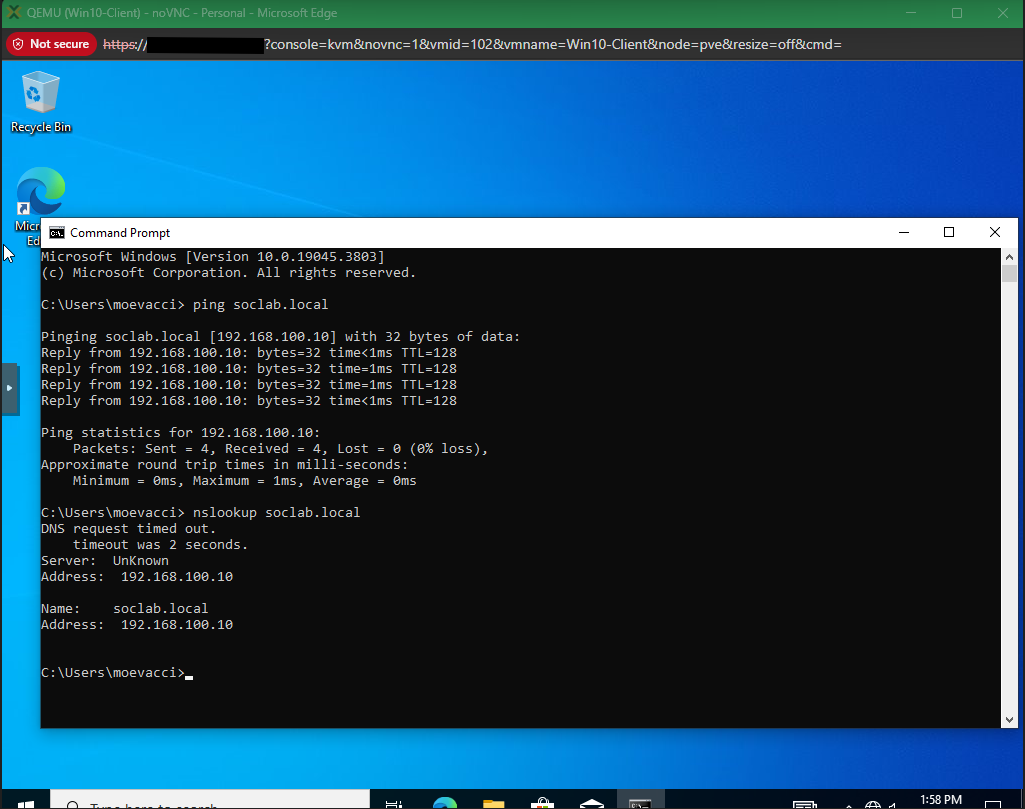 QEMU (Win10-Client) - noVNC - Personal - Microsoft Edge
Not secure https:// ?console=kvm&novnc=1&vmid=102&vmname=Win10-Client&node=pve&resize=off&cmd=
Recycle Bin
Micr
Ed
Command Prompt
Microsoft Windows [Version 10.0.19045.3803]
(c) Microsoft Corporation. All rights reserved.
C:\Users\moevacci> ping soclab.local
Pinging soclab.local [192.168.100.10] with 32 bytes of data:
Reply from 192.168.100.10: bytes=32 time<1ms TTL=128
Reply from 192.168.100.10: bytes=32 time=1ms TTL=128
Reply from 192.168.100.10: bytes=32 time=1ms TTL=128
Reply from 192.168.100.10: bytes=32 time<1ms TTL=128
Ping statistics for 192.168.100.10:
    Packets: Sent = 4, Received = 4, Lost = 0 (0% loss),
Approximate round trip times in milli-seconds:
    Minimum = 0ms, Maximum = 1ms, Average = 0ms
C:\Users\moevacci> nslookup soclab.local
DNS request timed out.
    timeout was 2 seconds.
Server:  UnKnown
Address:  192.168.100.10
Name:    soclab.local
Address:  192.168.100.10
C:\Users\moevacci>
Type here to search
1:58 PM